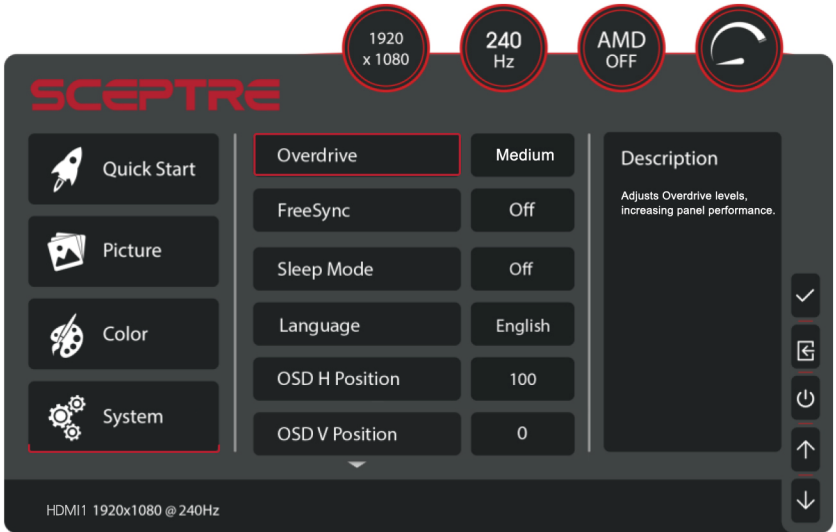 1920
x 1080
240
Hz
AMD
OFF
SCEPTRE
Quick Start
Picture
Color
System
Overdrive Medium
FreeSync Off
Sleep Mode Off
Language English
OSD H Position 100
OSD V Position 0
Description
Adjusts Overdrive levels,
increasing panel performance.
HDMI1 1920x1080 @ 240Hz